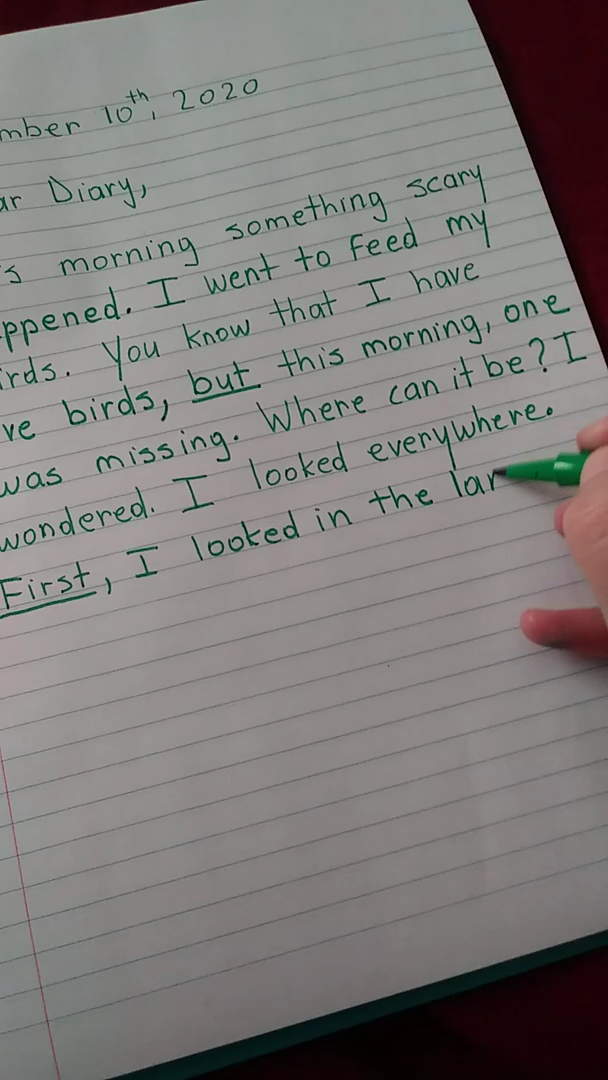 mber 10th, 2020
ar Diary,
s morning something scary
ppened. I went to feed my
irds. You know that I have
ve birds, but this morning, one
was missing. Where can it be? I
wondered. I looked everywhere.
First, I looked in the lar